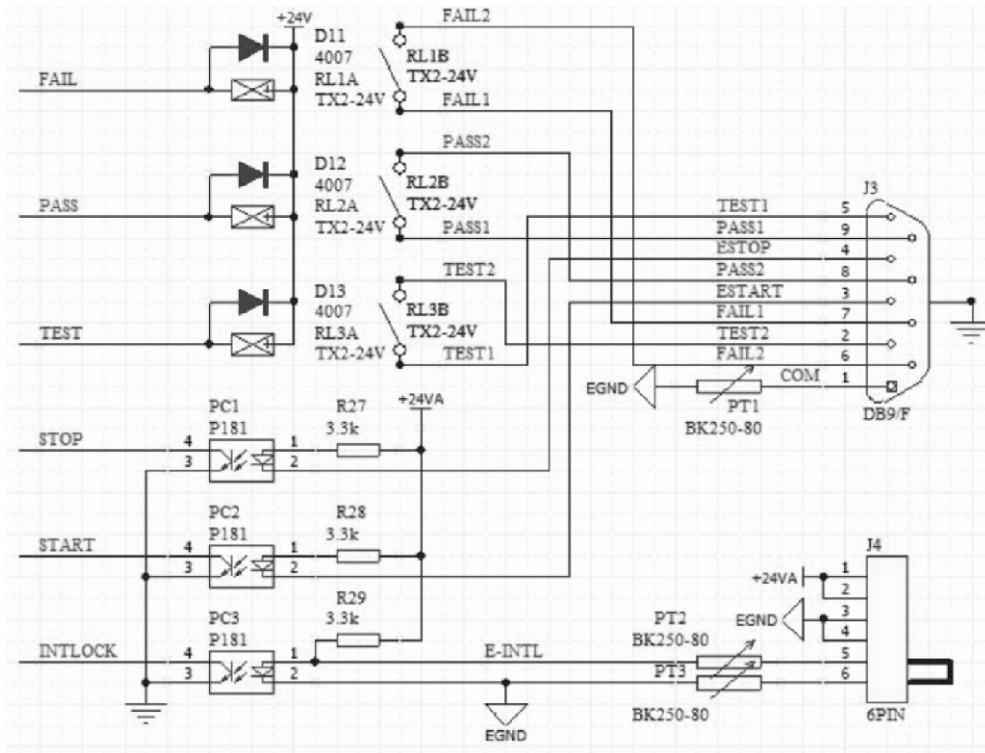 +24V
FAIL
D11
4007
RL1A
TX2-24V
FAIL2
RL1B
TX2-24V
FAIL1
PASS
D12
4007
RL2A
TX2-24V
PASS2
RL2B
TX2-24V
PASS1
TEST
D13
4007
RL3A
TX2-24V
TEST2
RL3B
TX2-24V
TEST1
J3
TEST1 5
PASS1 9
ESTOP 4
PASS2 8
ESTART 3
FAIL1 7
TEST2 2
FAIL2 6
COM 1
EGND
PT1
BK250-80
DB9/F
+24VA
STOP
PC1
P181
4 1
3 2
R27
3.3k
START
PC2
P181
4 1
3 2
R28
3.3k
INTLOCK
PC3
P181
4 1
3 2
R29
3.3k
E-INTL
EGND
J4
+24VA 1
2
EGND 3
4
5
6
PT2
BK250-80
PT3
BK250-80
6PIN